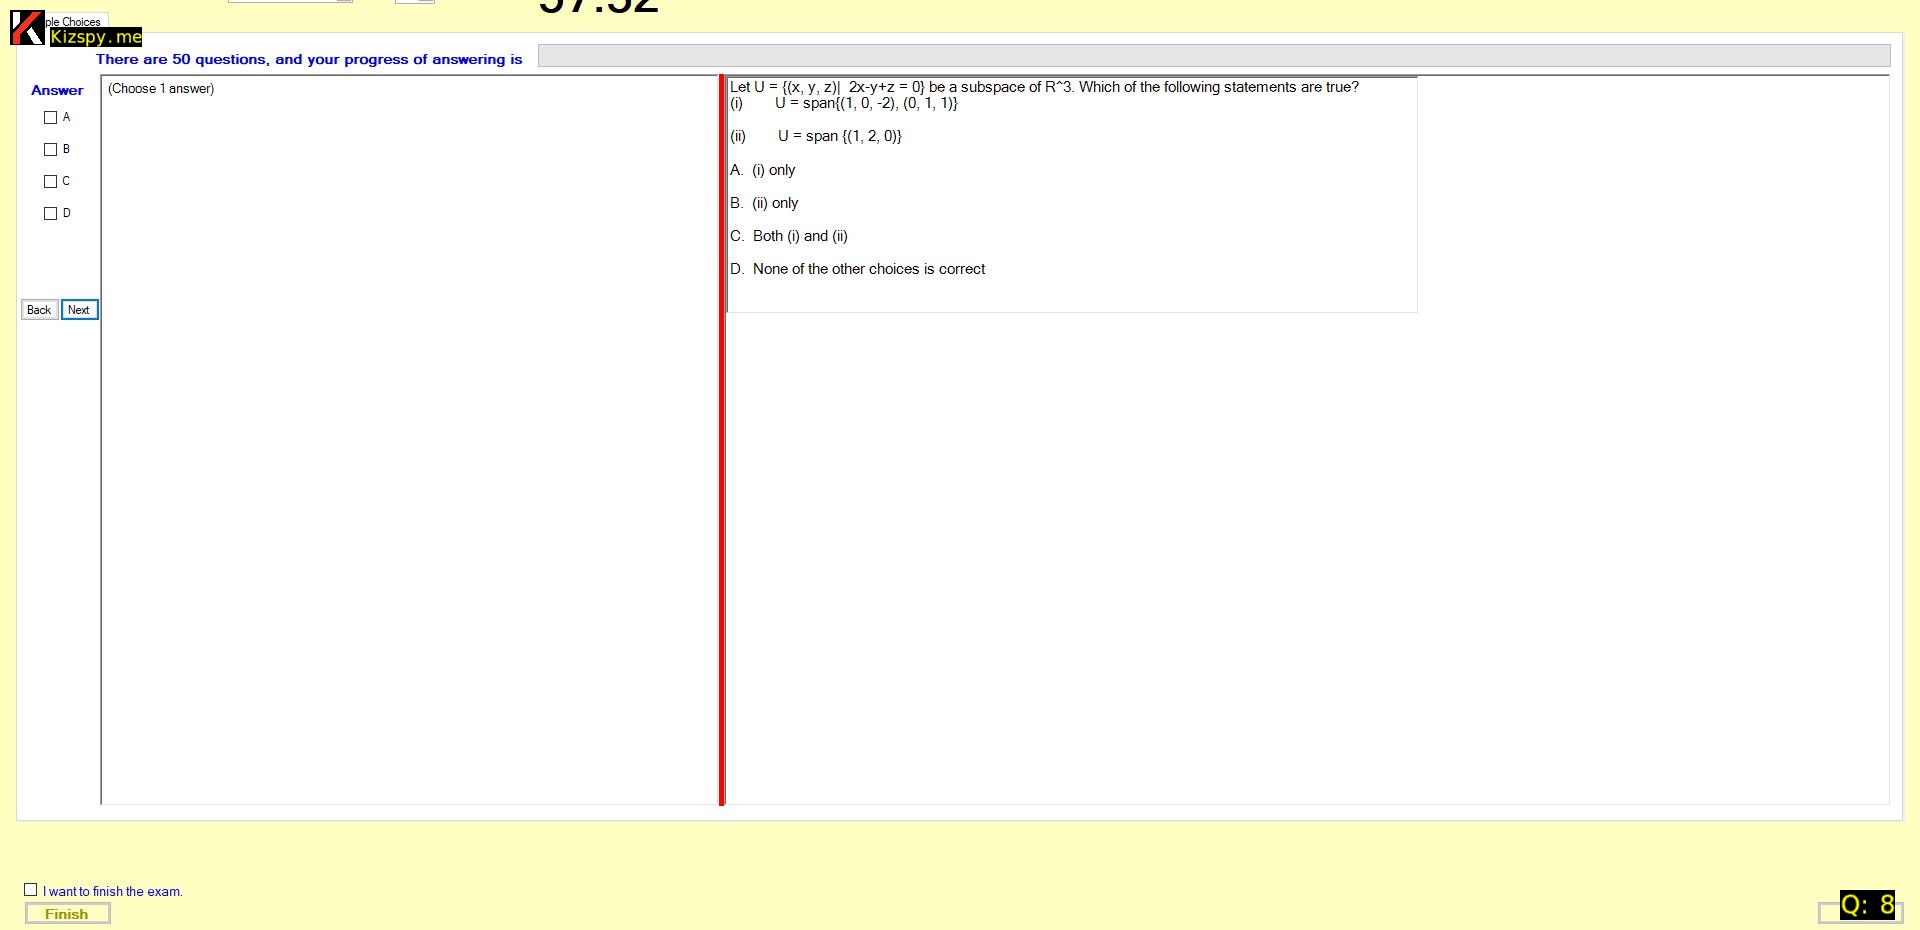 ple Choices
Kizspy.me
There are 50 questions, and your progress of answering is
Answer
A
B
C
D
Back
Next
(Choose 1 answer)
Let U = {(x, y, z)| 2x-y+z = 0} be a subspace of R^3. Which of the following statements are true?
(i) U = span{(1, 0, -2), (0, 1, 1)}
(ii) U = span {(1, 2, 0)}
A. (i) only
B. (ii) only
C. Both (i) and (ii)
D. None of the other choices is correct
I want to finish the exam.
Finish
Q: 8